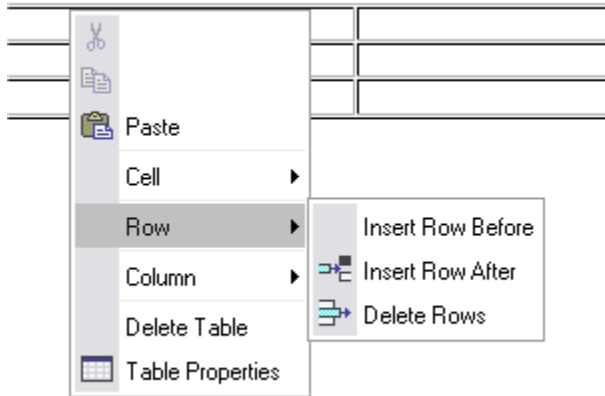 Paste
Cell
Row
Column
Delete Table
Table Properties
Insert Row Before
Insert Row After
Delete Rows